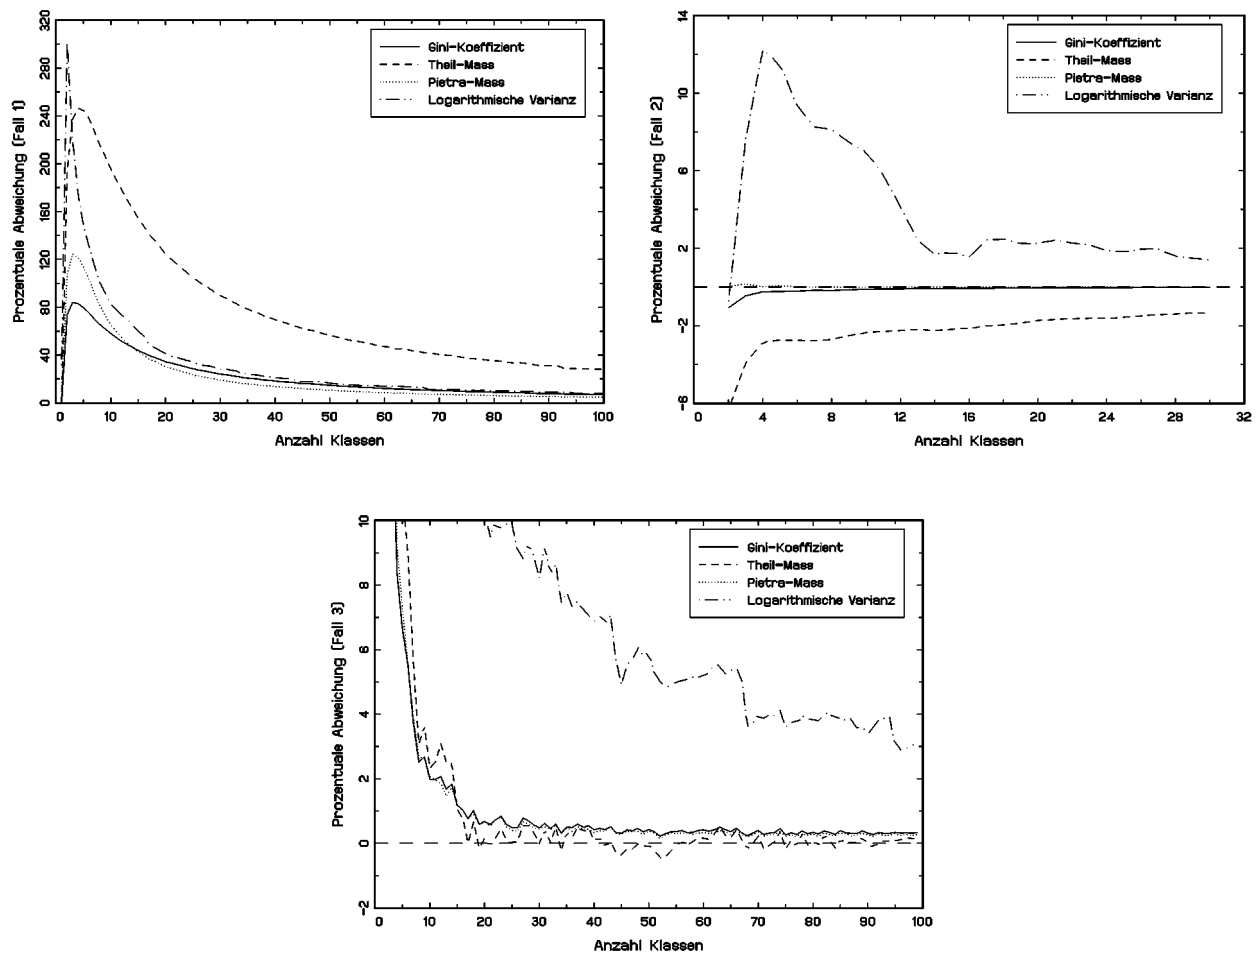 Prozentuale Abweichung (Fall 1)
320
280
240
200
160
120
80
40
0
Gini-Koeffizient
Theil-Mass
Pietra-Mass
Logarithmische Varianz
0 10 20 30 40 50 60 70 80 90 100
Anzahl Klassen
Prozentuale Abweichung (Fall 2)
14
10
6
2
-2
-6
Gini-Koeffizient
Theil-Mass
Pietra-Mass
Logarithmische Varianz
0 4 8 12 16 20 24 28 32
Anzahl Klassen
Prozentuale Abweichung (Fall 3)
10
8
6
4
2
0
-2
Gini-Koeffizient
Theil-Mass
Pietra-Mass
Logarithmische Varianz
0 10 20 30 40 50 60 70 80 90 100
Anzahl Klassen